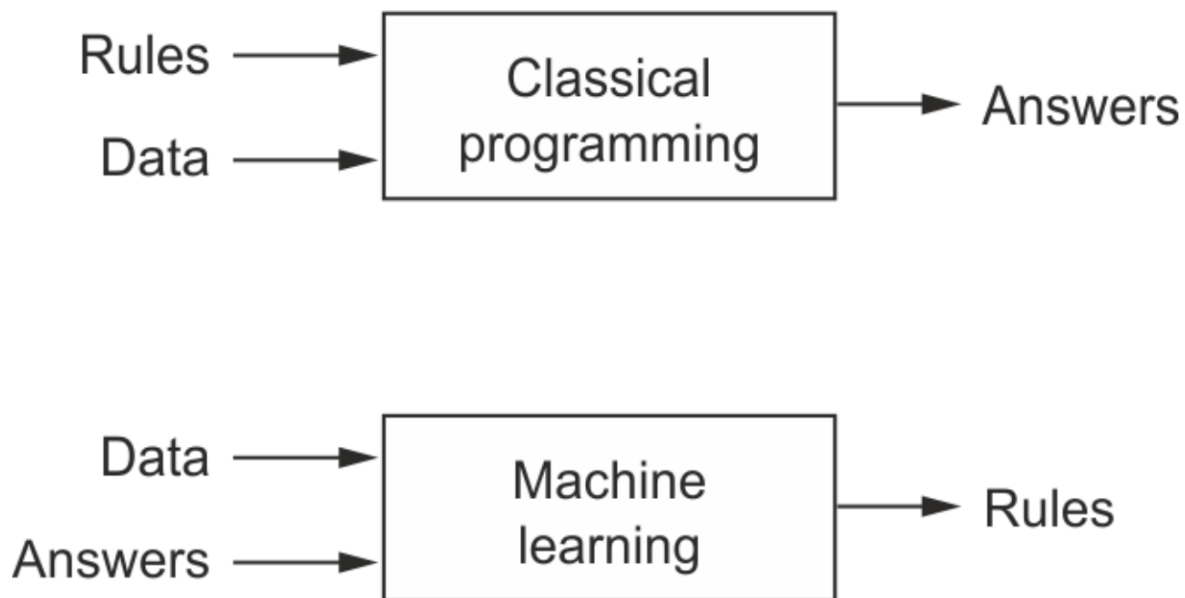 Rules
Data
Classical
programming
Answers
Data
Answers
Machine
learning
Rules